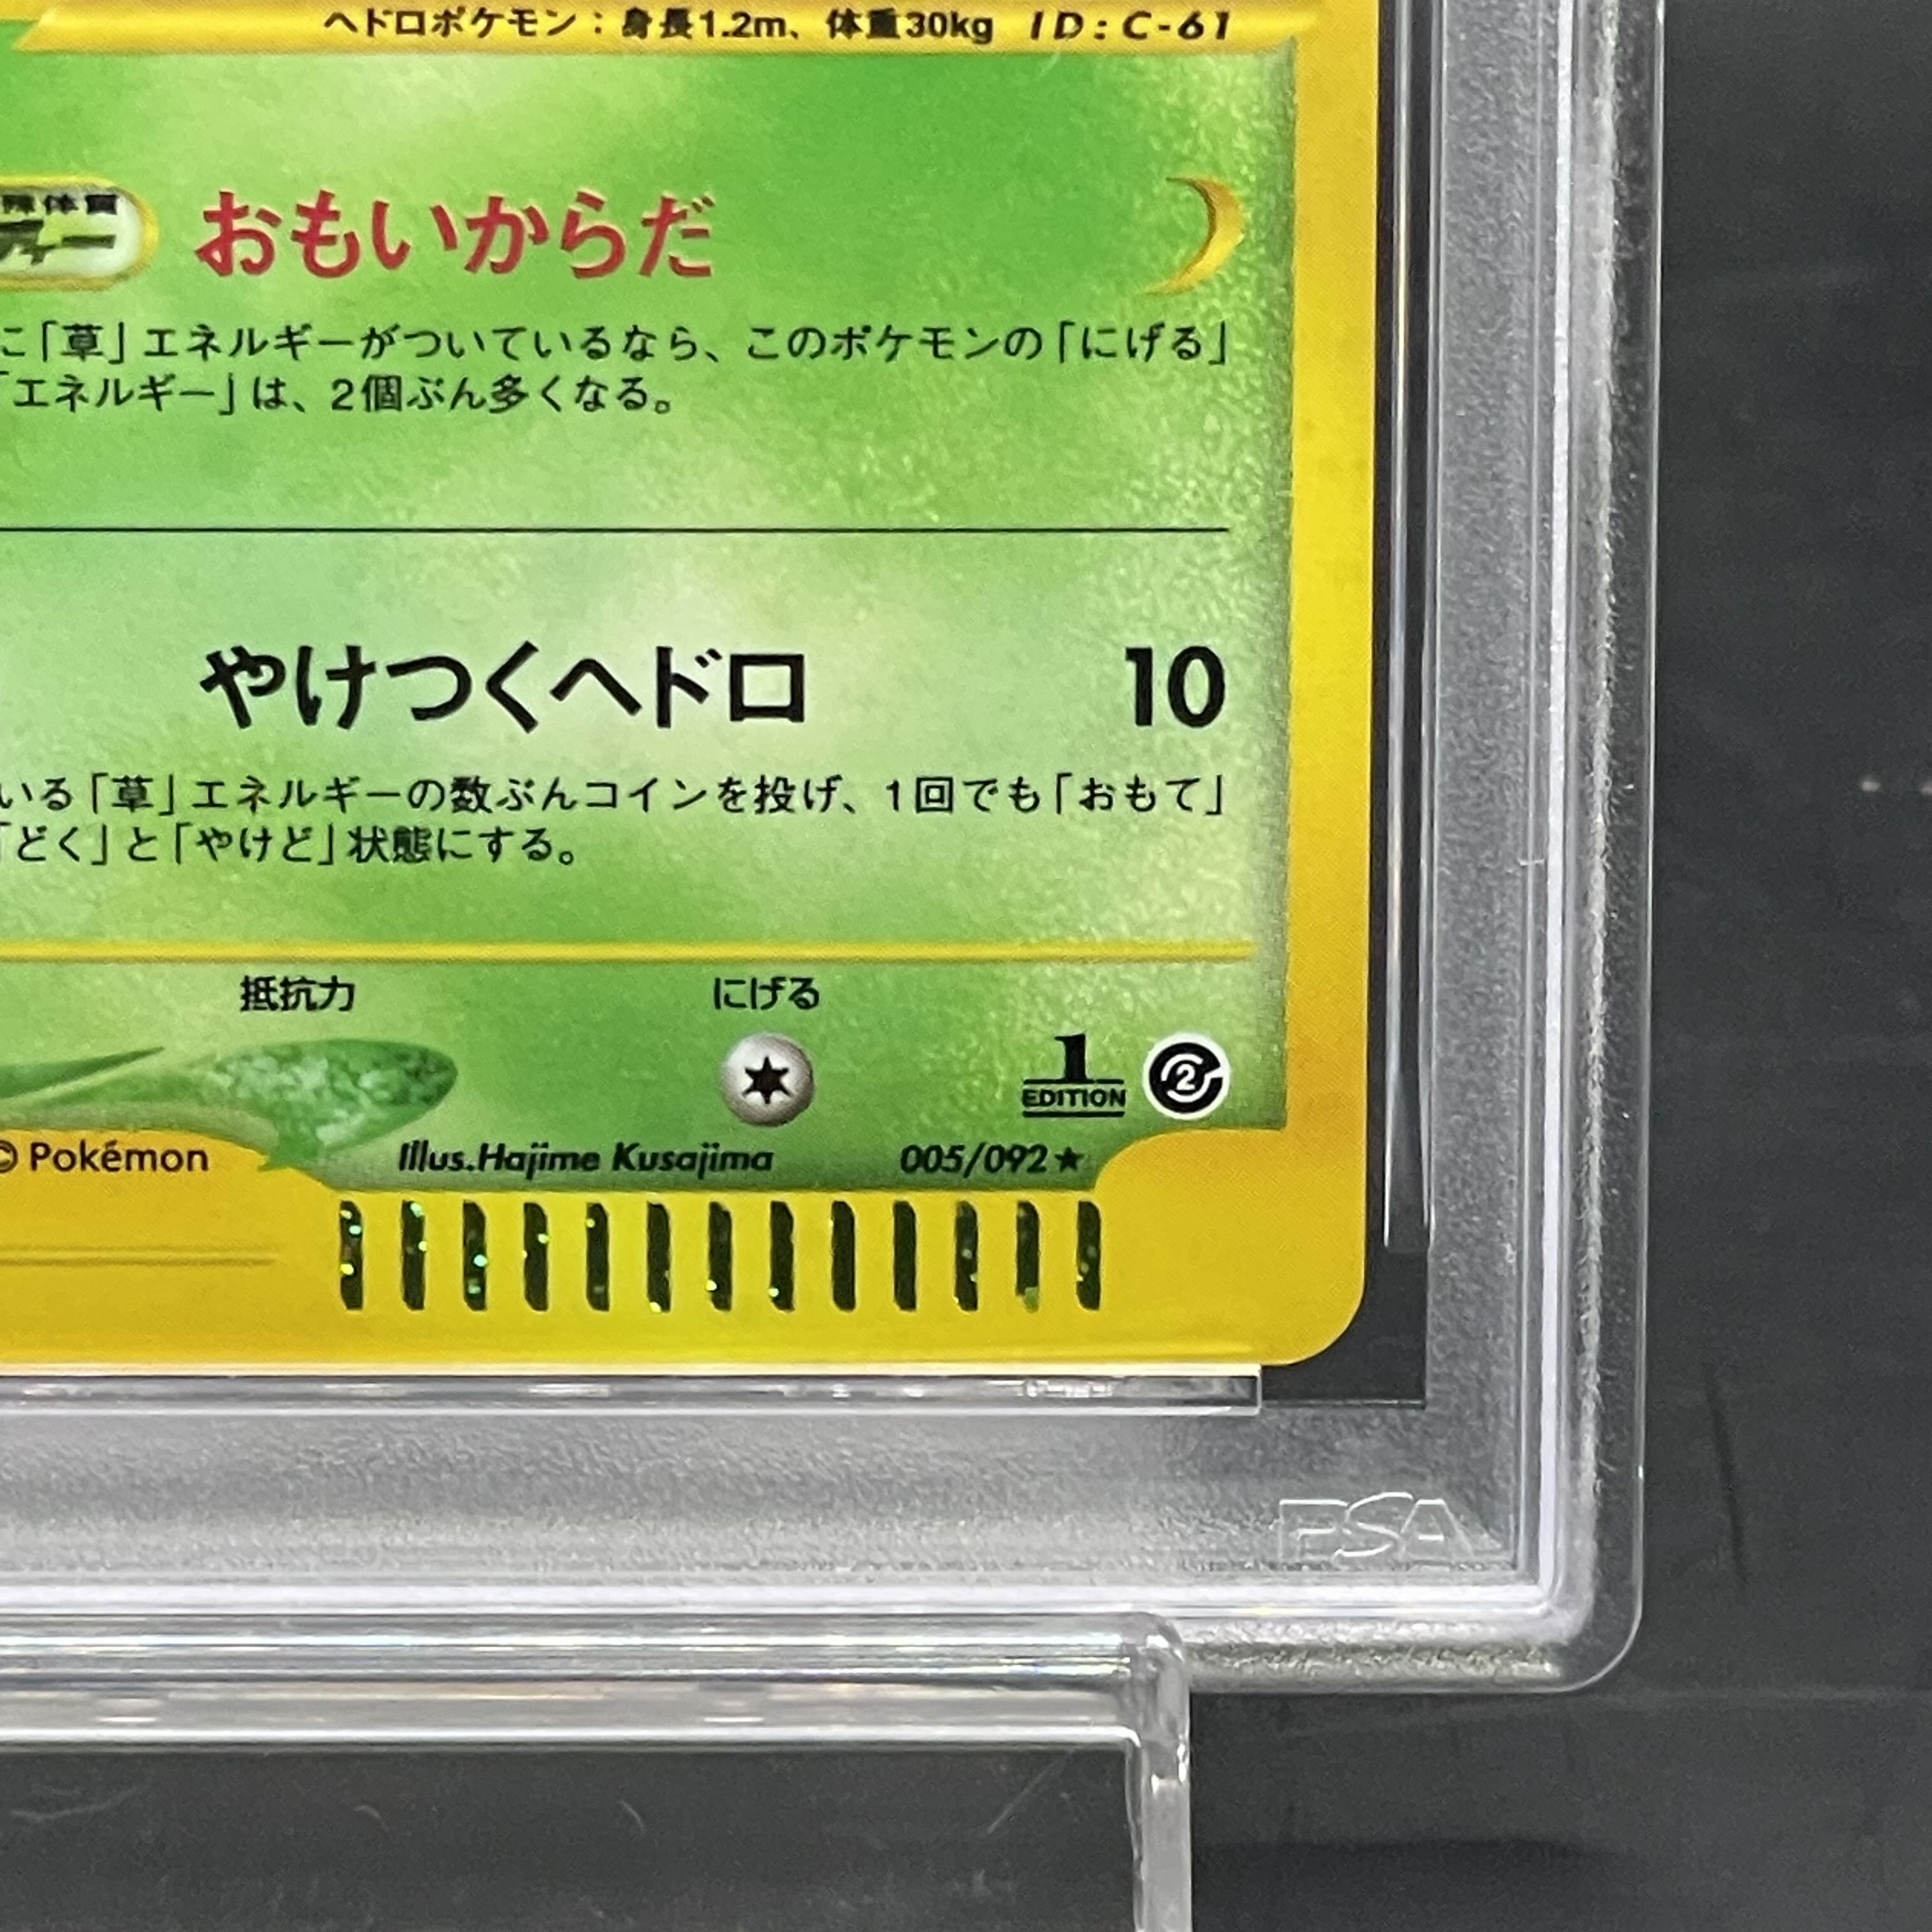 ヘドロポケモン：身長1.2m、体重30kg ID:C-61
殊体質
ディー おもいからだ
に「草」エネルギーがついているなら、このポケモンの「にげる」
「エネルギー」は、2個ぶん多くなる。
やけつくヘドロ 10
いる「草」エネルギーの数ぶんコインを投げ、1回でも「おもて」
「どく」と「やけど」状態にする。
抵抗力 にげる
1
EDITION 2
© Pokémon Illus.Hajime Kusajima 005/092★
PSA